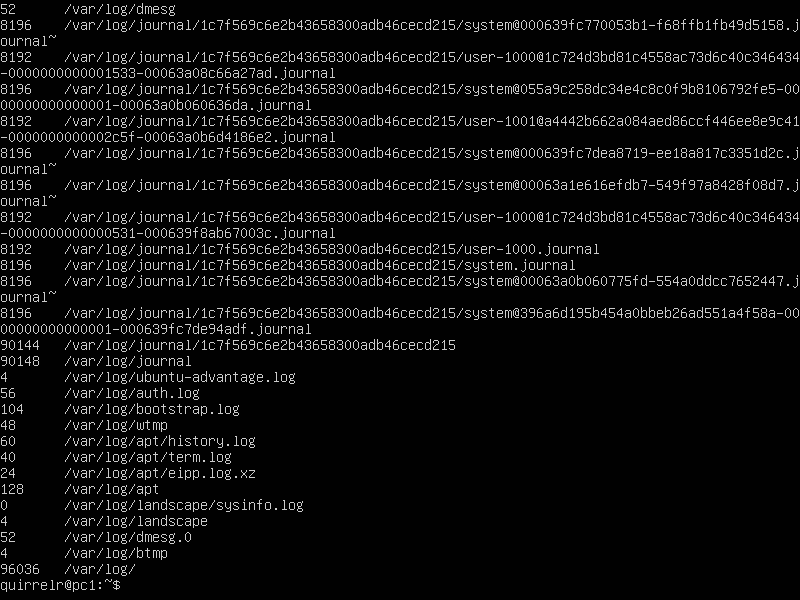 52      /var/log/dmesg
8196    /var/log/journal/1c7f569c6e2b43658300adb46cecd215/system@000639fc770053b1-f68ffb1fb49d5158.j
ournal~
8192    /var/log/journal/1c7f569c6e2b43658300adb46cecd215/user-1000@1c724d3bd81c4558ac73d6c40c346434
-0000000000001533-00063a08c66a27ad.journal
8196    /var/log/journal/1c7f569c6e2b43658300adb46cecd215/system@055a9c258dc34e4c8c0f9b8106792fe5-00
00000000000001-00063a0b060636da.journal
8192    /var/log/journal/1c7f569c6e2b43658300adb46cecd215/user-1001@a4442b662a084aed86ccf446ee8e9c41
-0000000000002c5f-00063a0b6d4186e2.journal
8196    /var/log/journal/1c7f569c6e2b43658300adb46cecd215/system@000639fc7dea8719-ee18a817c3351d2c.j
ournal~
8196    /var/log/journal/1c7f569c6e2b43658300adb46cecd215/system@00063a1e616efdb7-549f97a8428f08d7.j
ournal~
8192    /var/log/journal/1c7f569c6e2b43658300adb46cecd215/user-1000@1c724d3bd81c4558ac73d6c40c346434
-0000000000000531-000639f8ab67003c.journal
8192    /var/log/journal/1c7f569c6e2b43658300adb46cecd215/user-1000.journal
8196    /var/log/journal/1c7f569c6e2b43658300adb46cecd215/system.journal
8196    /var/log/journal/1c7f569c6e2b43658300adb46cecd215/system@00063a0b060775fd-554a0ddcc7652447.j
ournal~
8196    /var/log/journal/1c7f569c6e2b43658300adb46cecd215/system@396a6d195b454a0bbeb26ad551a4f58a-00
00000000000001-000639fc7de94adf.journal
90144   /var/log/journal/1c7f569c6e2b43658300adb46cecd215
90148   /var/log/journal
4       /var/log/ubuntu-advantage.log
56      /var/log/auth.log
104     /var/log/bootstrap.log
48      /var/log/wtmp
60      /var/log/apt/history.log
40      /var/log/apt/term.log
24      /var/log/apt/eipp.log.xz
128     /var/log/apt
0       /var/log/landscape/sysinfo.log
4       /var/log/landscape
52      /var/log/dmesg.0
4       /var/log/btmp
96036   /var/log/
quirrelr@pc1:~$